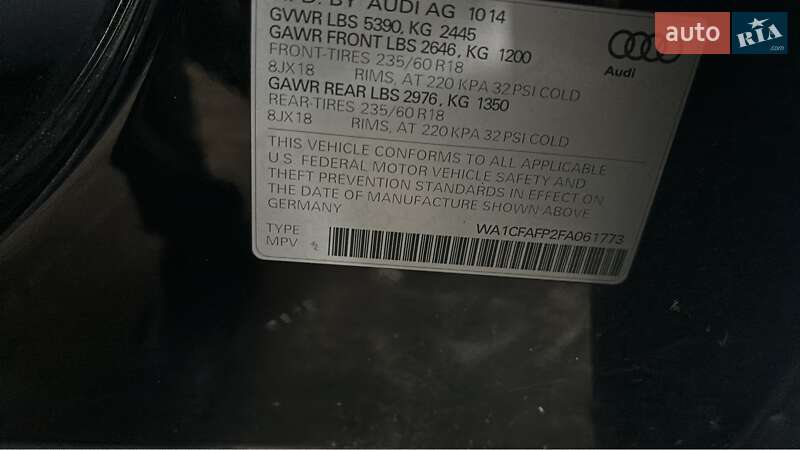 MFD. BY AUDI AG 10 14
GVWR LBS 5390, KG 2445
GAWR FRONT LBS 2646, KG 1200
FRONT-TIRES 235/60 R18
8JX18 RIMS, AT 220 KPA 32 PSI COLD
GAWR REAR LBS 2976, KG 1350
REAR-TIRES 235/60 R18
8JX18 RIMS, AT 220 KPA 32 PSI COLD
THIS VEHICLE CONFORMS TO ALL APPLICABLE
U.S. FEDERAL MOTOR VEHICLE SAFETY AND
THEFT PREVENTION STANDARDS IN EFFECT ON
THE DATE OF MANUFACTURE SHOWN ABOVE
GERMANY
TYPE
MPV
WA1CFAFP2FA061773
Audi
auto RIA
.com